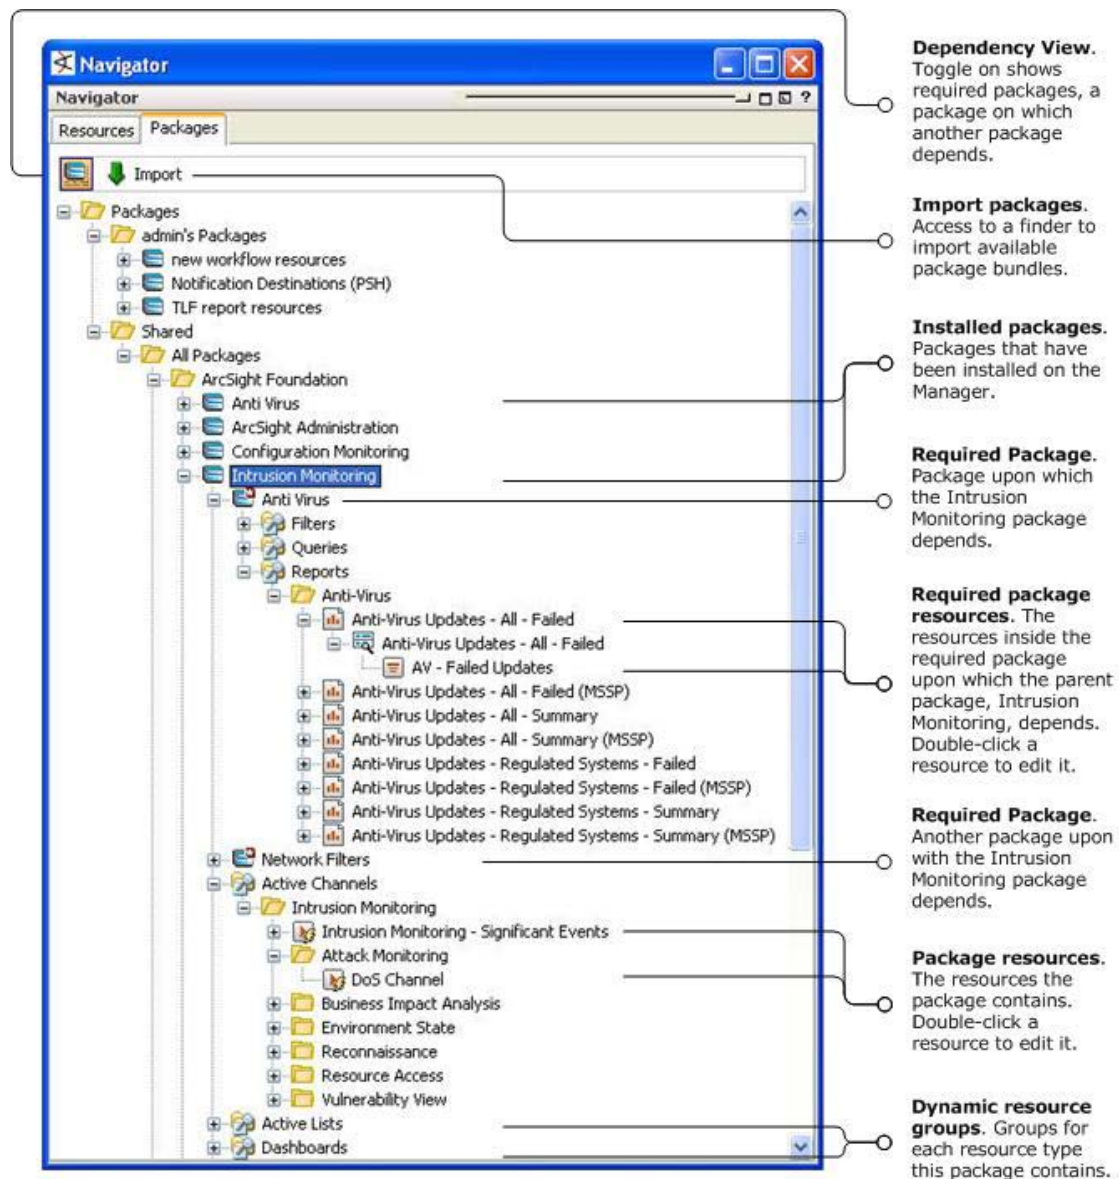 Navigator
Navigator
?
Resources
Packages
Import
Packages
admin's Packages
new workflow resources
Notification Destinations (PSH)
TLF report resources
Shared
All Packages
ArcSight Foundation
Anti Virus
ArcSight Administration
Configuration Monitoring
Intrusion Monitoring
Anti Virus
Filters
Queries
Reports
Anti-Virus
Anti-Virus Updates - All - Failed
Anti-Virus Updates - All - Failed
AV - Failed Updates
Anti-Virus Updates - All - Failed (MSSP)
Anti-Virus Updates - All - Summary
Anti-Virus Updates - All - Summary (MSSP)
Anti-Virus Updates - Regulated Systems - Failed
Anti-Virus Updates - Regulated Systems - Failed (MSSP)
Anti-Virus Updates - Regulated Systems - Summary
Anti-Virus Updates - Regulated Systems - Summary (MSSP)
Network Filters
Active Channels
Intrusion Monitoring
Intrusion Monitoring - Significant Events
Attack Monitoring
DoS Channel
Business Impact Analysis
Environment State
Reconnaissance
Resource Access
Vulnerability View
Active Lists
Dashboards
Dependency View.
Toggle on shows
required packages, a
package on which
another package
depends.
Import packages.
Access to a finder to
import available
package bundles.
Installed packages.
Packages that have
been installed on the
Manager.
Required Package.
Package upon which
the Intrusion
Monitoring package
depends.
Required package
resources. The
resources inside the
required package
upon which the parent
package, Intrusion
Monitoring, depends.
Double-click a
resource to edit it.
Required Package.
Another package upon
with the Intrusion
Monitoring package
depends.
Package resources.
The resources the
package contains.
Double-click a
resource to edit it.
Dynamic resource
groups. Groups for
each resource type
this package contains.